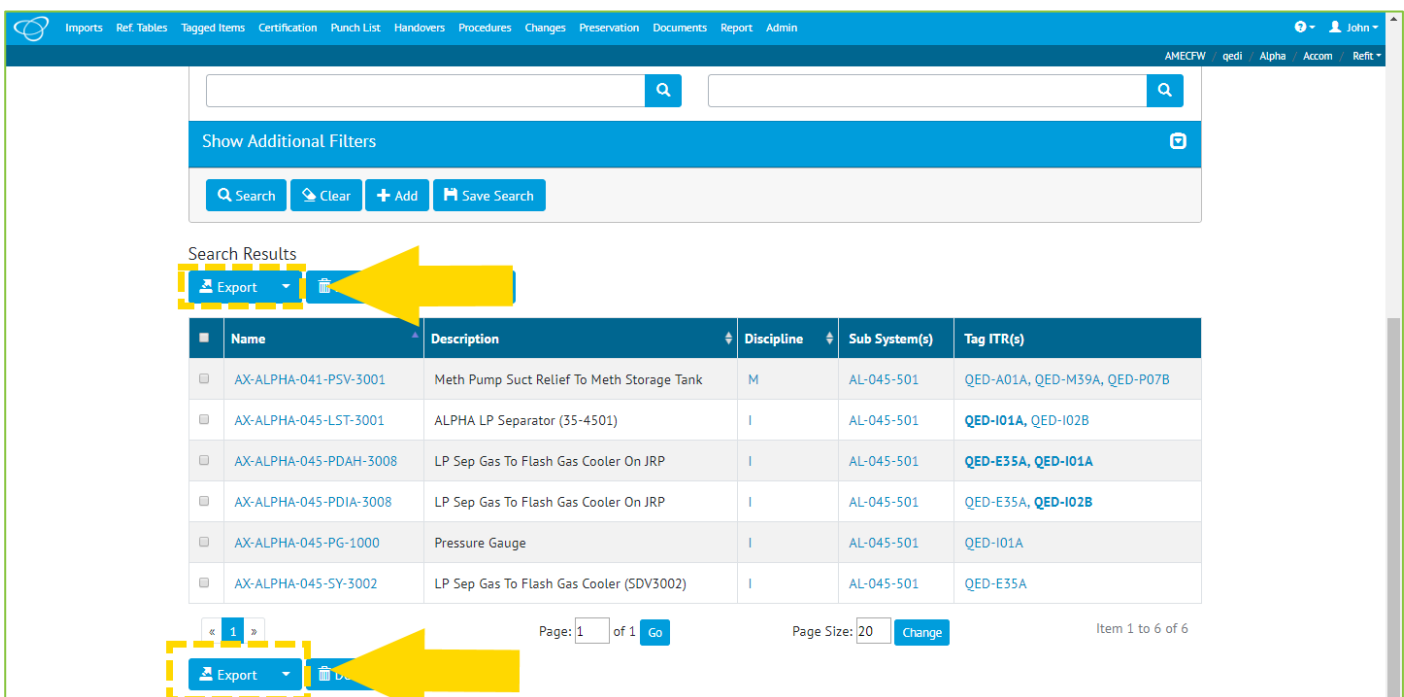 Imports Ref. Tables Tagged Items Certification Punch List Handovers Procedures Changes Preservation Documents Report Admin John
AMECFW / qedi / Alpha / Accom / Refit
Show Additional Filters
Search Clear Add Save Search
Search Results
Export
Name Description Discipline Sub System(s) Tag ITR(s)
AX-ALPHA-041-PSV-3001 Meth Pump Suct Relief To Meth Storage Tank M AL-045-501 QED-A01A, QED-M39A, QED-P07B
AX-ALPHA-045-LST-3001 ALPHA LP Separator (35-4501) I AL-045-501 QED-I01A, QED-I02B
AX-ALPHA-045-PDAH-3008 LP Sep Gas To Flash Gas Cooler On JRP I AL-045-501 QED-E35A, QED-I01A
AX-ALPHA-045-PDIA-3008 LP Sep Gas To Flash Gas Cooler On JRP I AL-045-501 QED-E35A, QED-I02B
AX-ALPHA-045-PG-1000 Pressure Gauge I AL-045-501 QED-I01A
AX-ALPHA-045-SY-3002 LP Sep Gas To Flash Gas Cooler (SDV3002) I AL-045-501 QED-E35A
« 1 » Page: 1 of 1 Go Page Size: 20 Change Item 1 to 6 of 6
Export